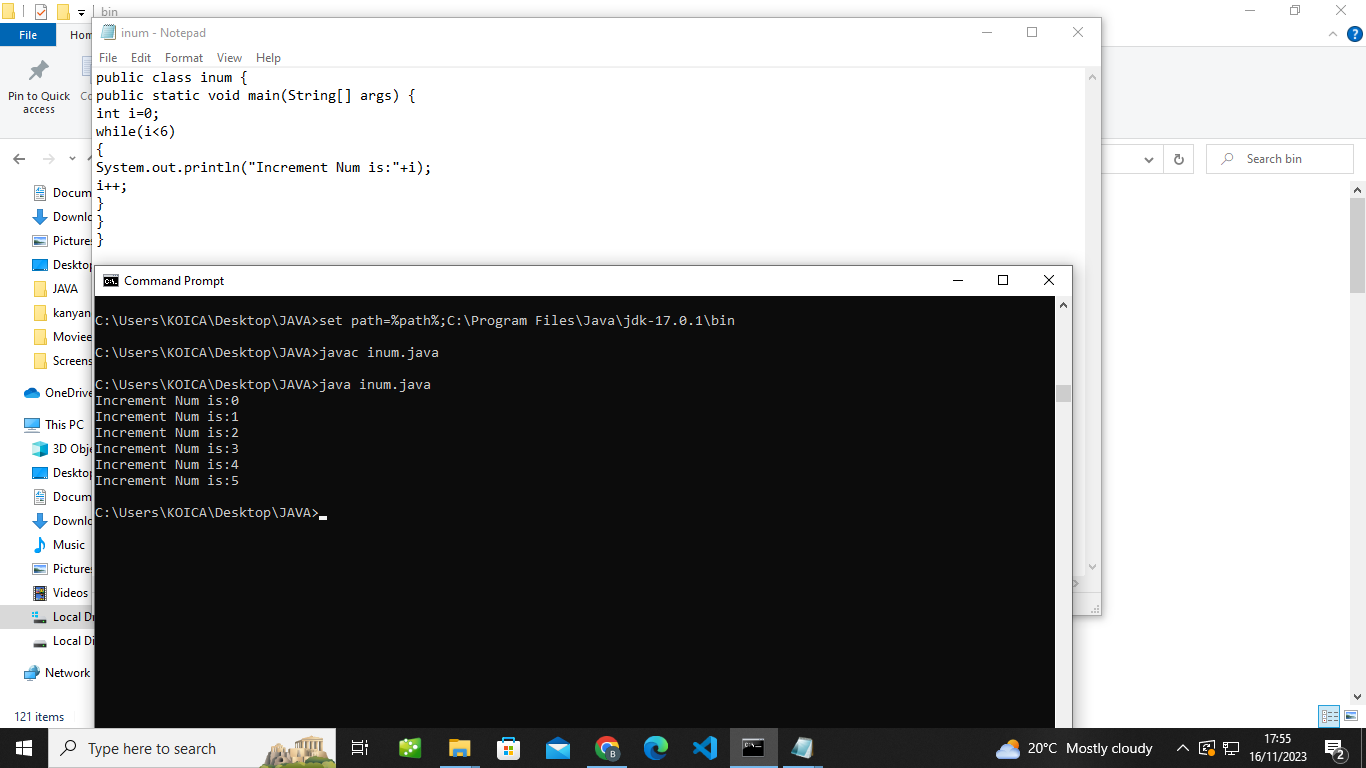 bin
File
Hom
Pin to Quick
access
Co
Search bin
Docum
Downlo
Pictures
Desktop
JAVA
kanyan
Moviee
Screens
OneDrive
This PC
3D Obje
Desktop
Docum
Downlo
Music
Pictures
Videos
Local Di
Local Di
Network
121 items
inum - Notepad
File Edit Format View Help
public class inum {
public static void main(String[] args) {
int i=0;
while(i<6)
{
System.out.println("Increment Num is:"+i);
i++;
}
}
}
Command Prompt
C:\Users\KOICA\Desktop\JAVA>set path=%path%;C:\Program Files\Java\jdk-17.0.1\bin
C:\Users\KOICA\Desktop\JAVA>javac inum.java
C:\Users\KOICA\Desktop\JAVA>java inum.java
Increment Num is:0
Increment Num is:1
Increment Num is:2
Increment Num is:3
Increment Num is:4
Increment Num is:5
C:\Users\KOICA\Desktop\JAVA>
Type here to search
20°C Mostly cloudy
17:55
16/11/2023
2